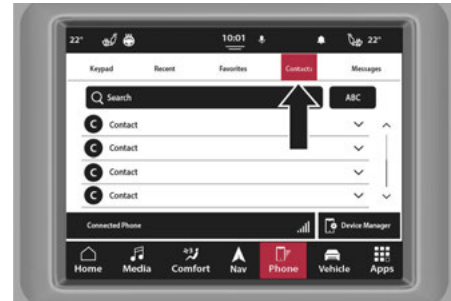 22° 10:01 22°
Keypad Recent Favorites Contacts Messages
Search ABC
C Contact
C Contact
C Contact
C Contact
Connected Phone Device Manager
Home Media Comfort Nav Phone Vehicle Apps